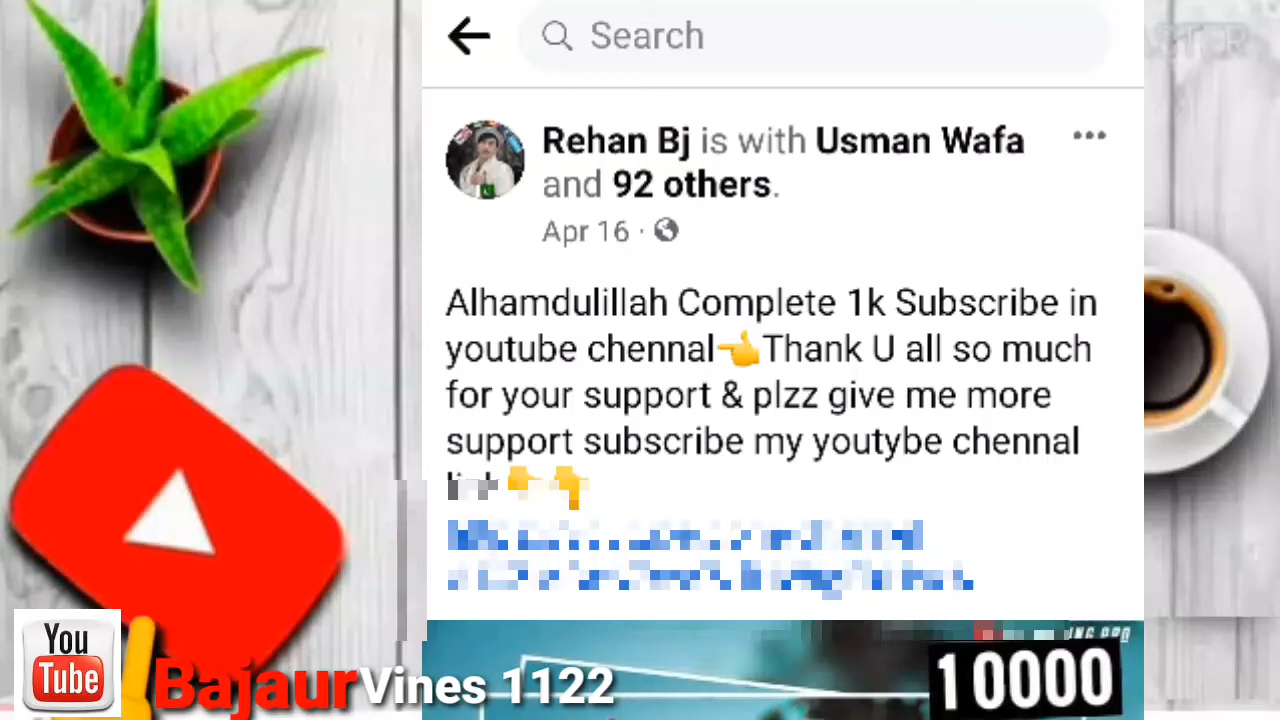 Search
Rehan Bj is with Usman Wafa
and 92 others.
Apr 16
Alhamdulillah Complete 1k Subscribe in
youtube chennal👈Thank U all so much
for your support & plzz give me more
support subscribe my youtybe chennal
👇👇
10000
You
Tube
Bajaur Vines 1122